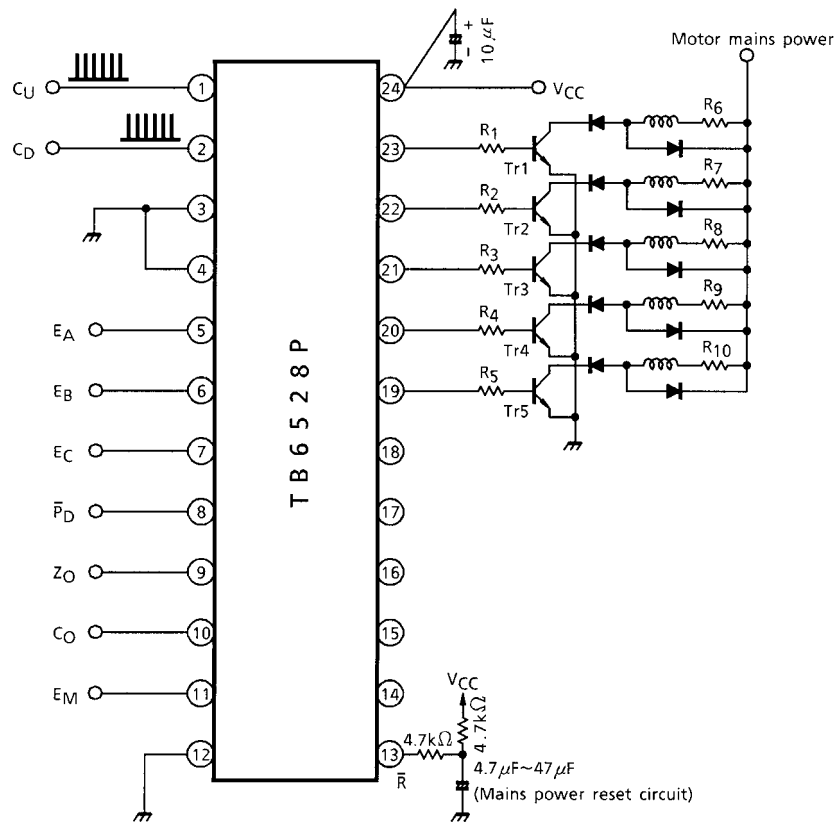 +
−
10 μF
Motor mains power
CU
1
24
VCC
R6
CD
2
23
R1
Tr1
R7
3
22
R2
Tr2
R8
4
21
R3
Tr3
R9
EA
5
20
R4
Tr4
R10
EB
6
19
R5
Tr5
EC
7
18
TB6528P
P̅D
8
17
ZO
9
16
CO
10
15
EM
11
14
VCC
4.7kΩ
12
13
4.7kΩ
R̅
4.7μF~47μF
(Mains power reset circuit)